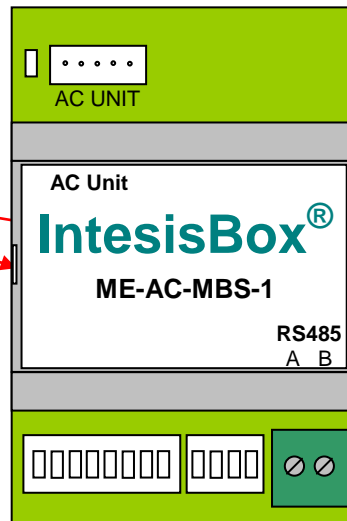 AC UNIT
AC Unit
IntesisBox®
ME-AC-MBS-1
RS485
A B